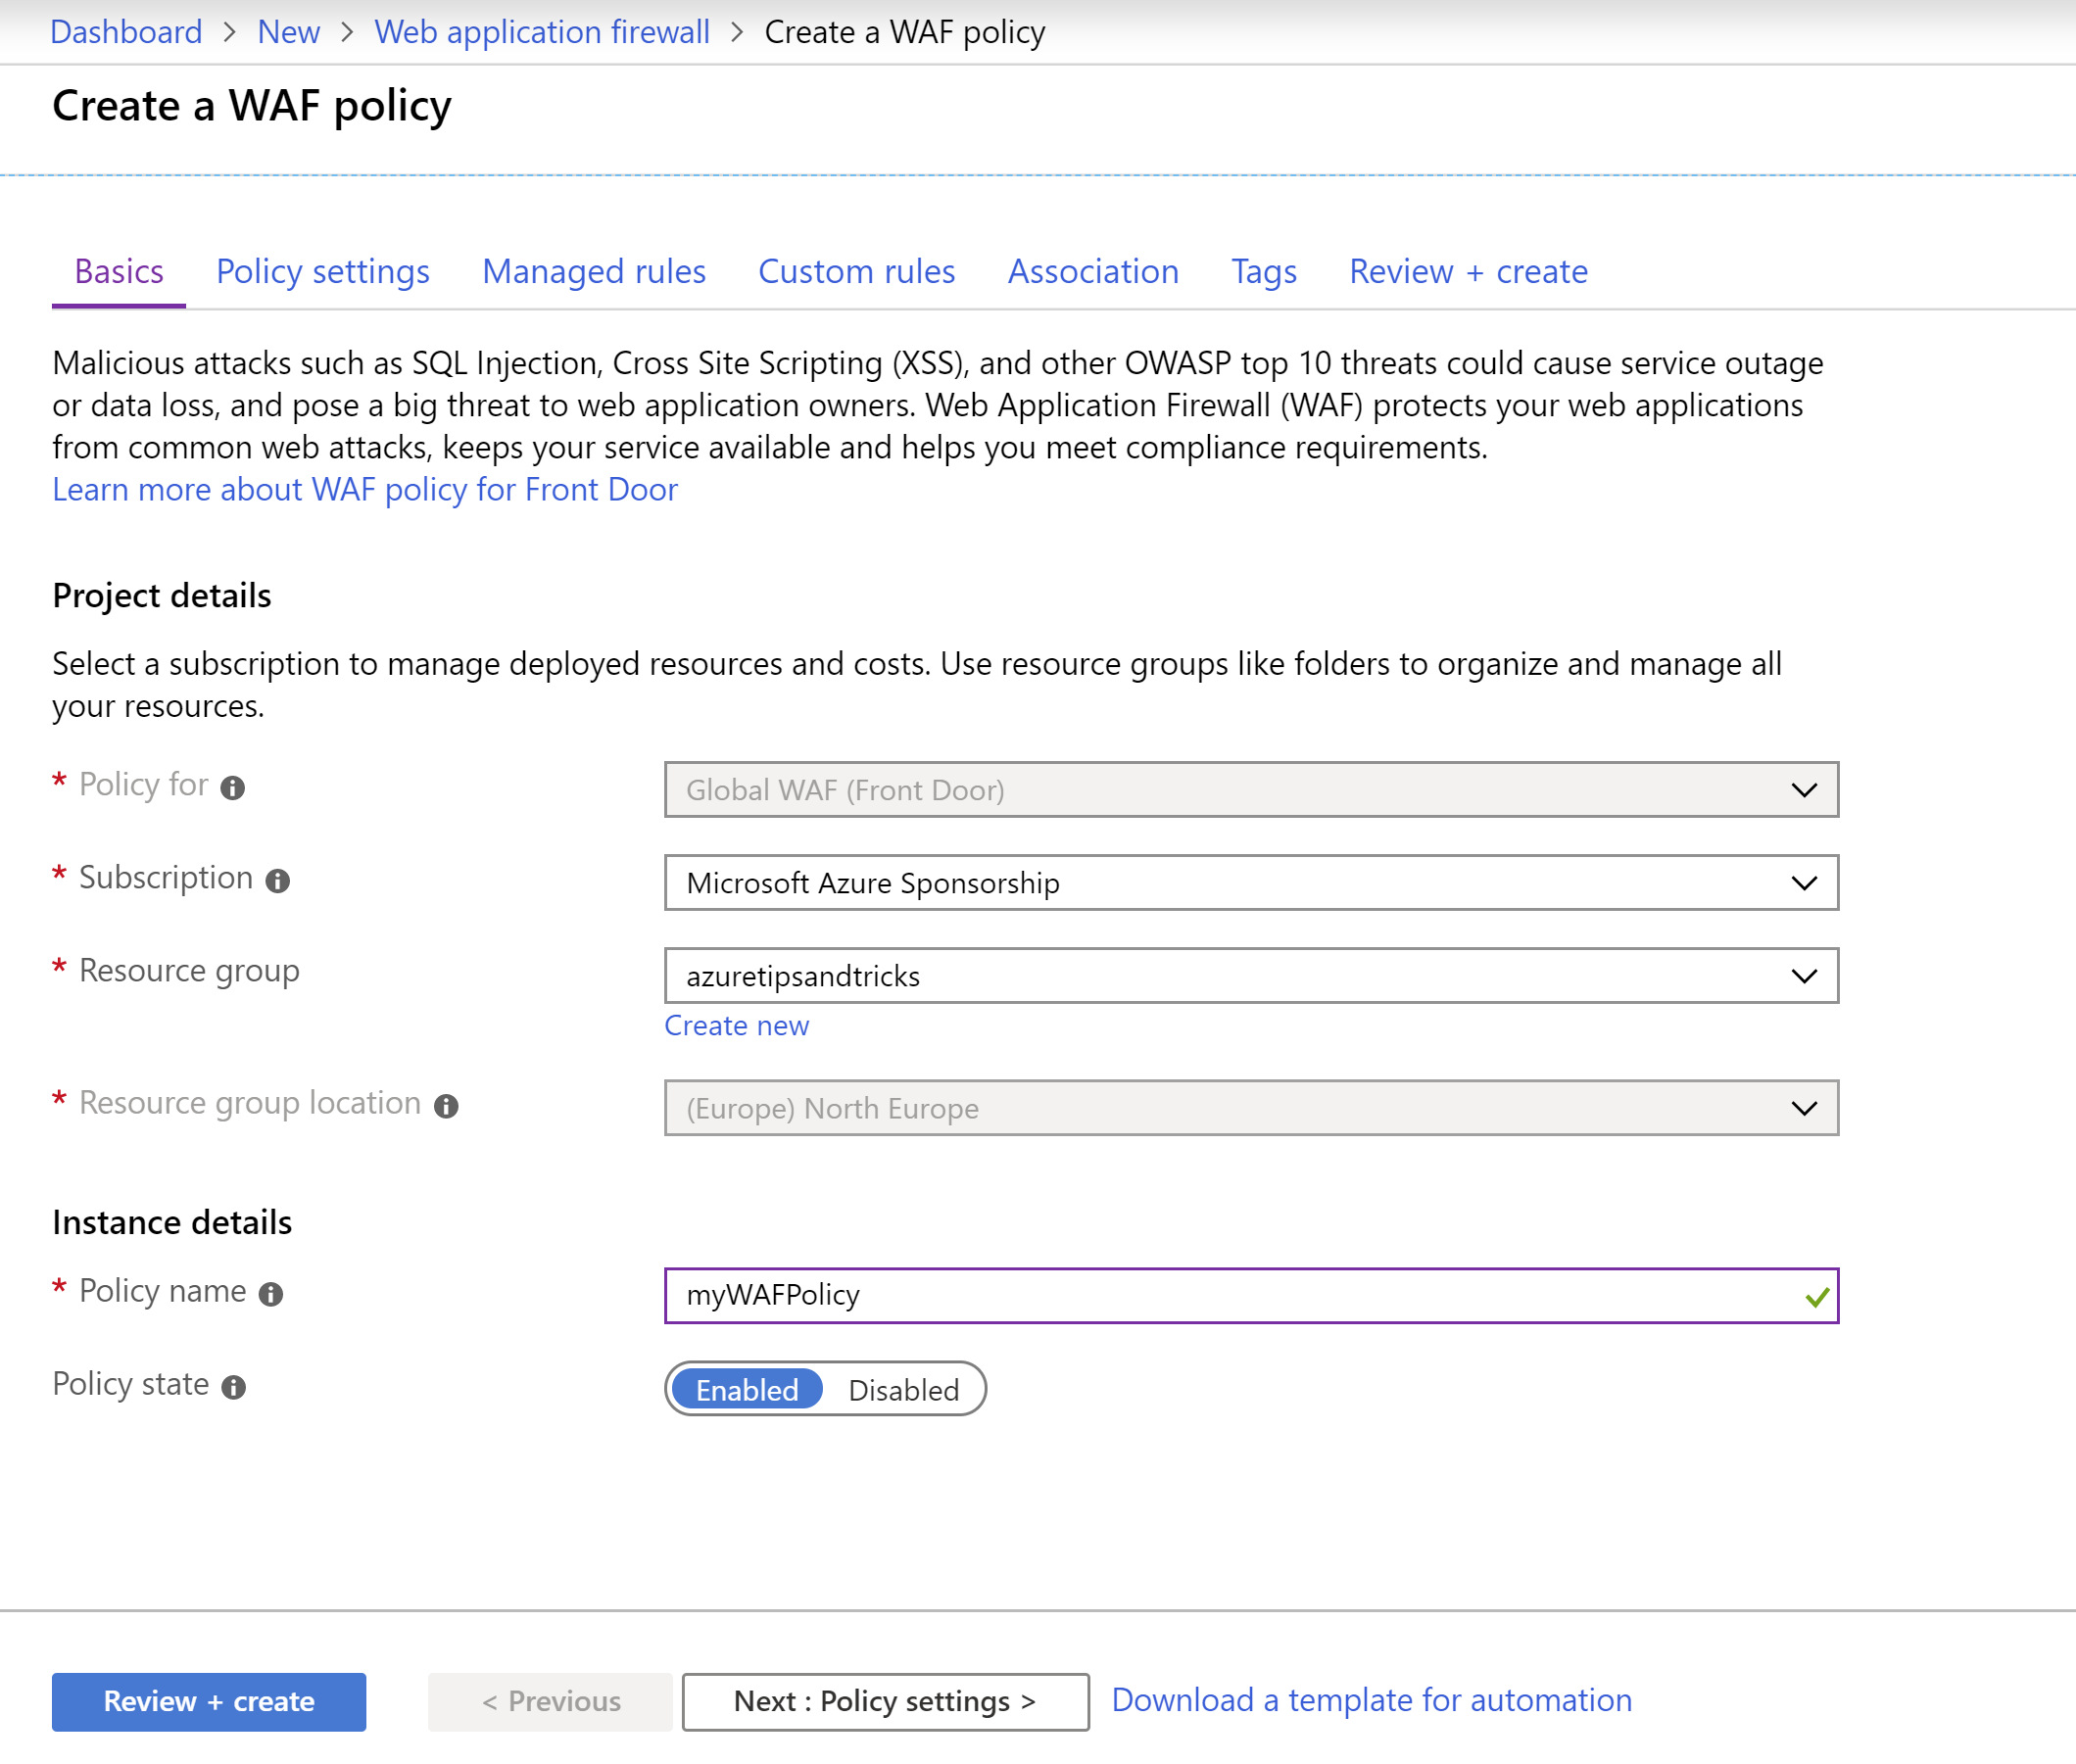 Dashboard > New > Web application firewall > Create a WAF policy
Create a WAF policy
Basics Policy settings Managed rules Custom rules Association Tags Review + create
Malicious attacks such as SQL Injection, Cross Site Scripting (XSS), and other OWASP top 10 threats could cause service outage
or data loss, and pose a big threat to web application owners. Web Application Firewall (WAF) protects your web applications
from common web attacks, keeps your service available and helps you meet compliance requirements.
Learn more about WAF policy for Front Door
Project details
Select a subscription to manage deployed resources and costs. Use resource groups like folders to organize and manage all
your resources.
* Policy for Global WAF (Front Door)
* Subscription Microsoft Azure Sponsorship
* Resource group azuretipsandtricks
Create new
* Resource group location (Europe) North Europe
Instance details
* Policy name myWAFPolicy
Policy state Enabled Disabled
Review + create < Previous Next : Policy settings > Download a template for automation